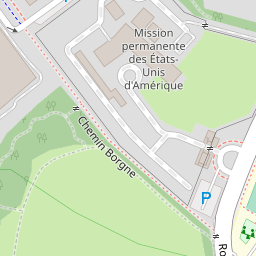 Mission
permanente
des États-
Unis
d'Amérique
Chemin Borgne
P
Ro